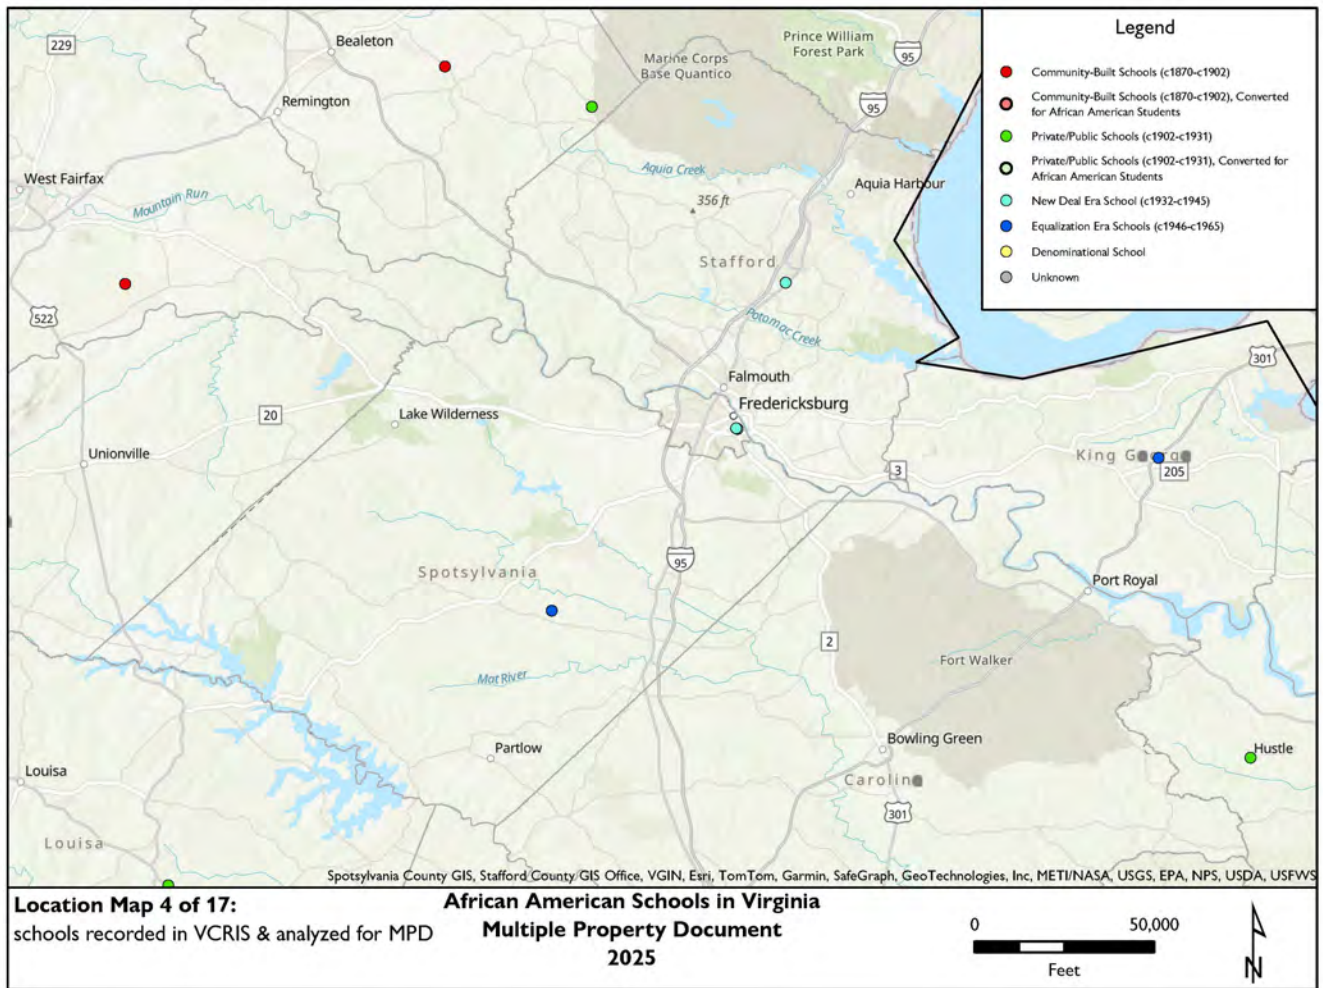 229
Bealeton
Remington
West Fairfax
Mountain Run
522
20
Unionville
Lake Wilderness
Marine Corps
Base Quantico
Prince William
Forest Park
95
95
Aquia Creek
Aquia Harbour
356 ft
Stafford
Potomac Creek
Falmouth
Fredericksburg
3
301
King George
205
Port Royal
Spotsylvania
95
2
Fort Walker
Mat River
Partlow
Bowling Green
Carolina
301
Hustle
Louisa
Louisa
Legend
Community-Built Schools (c1870-c1902)
Community-Built Schools (c1870-c1902), Converted
for African American Students
Private/Public Schools (c1902-c1931)
Private/Public Schools (c1902-c1931), Converted for
African American Students
New Deal Era School (c1932-c1945)
Equalization Era Schools (c1946-c1965)
Denominational School
Unknown
Spotsylvania County GIS, Stafford County GIS Office, VGIN, Esri, TomTom, Garmin, SafeGraph, GeoTechnologies, Inc, METI/NASA, USGS, EPA, NPS, USDA, USFWS
Location Map 4 of 17:
schools recorded in VCRIS & analyzed for MPD
African American Schools in Virginia
Multiple Property Document
2025
0 50,000
Feet
N